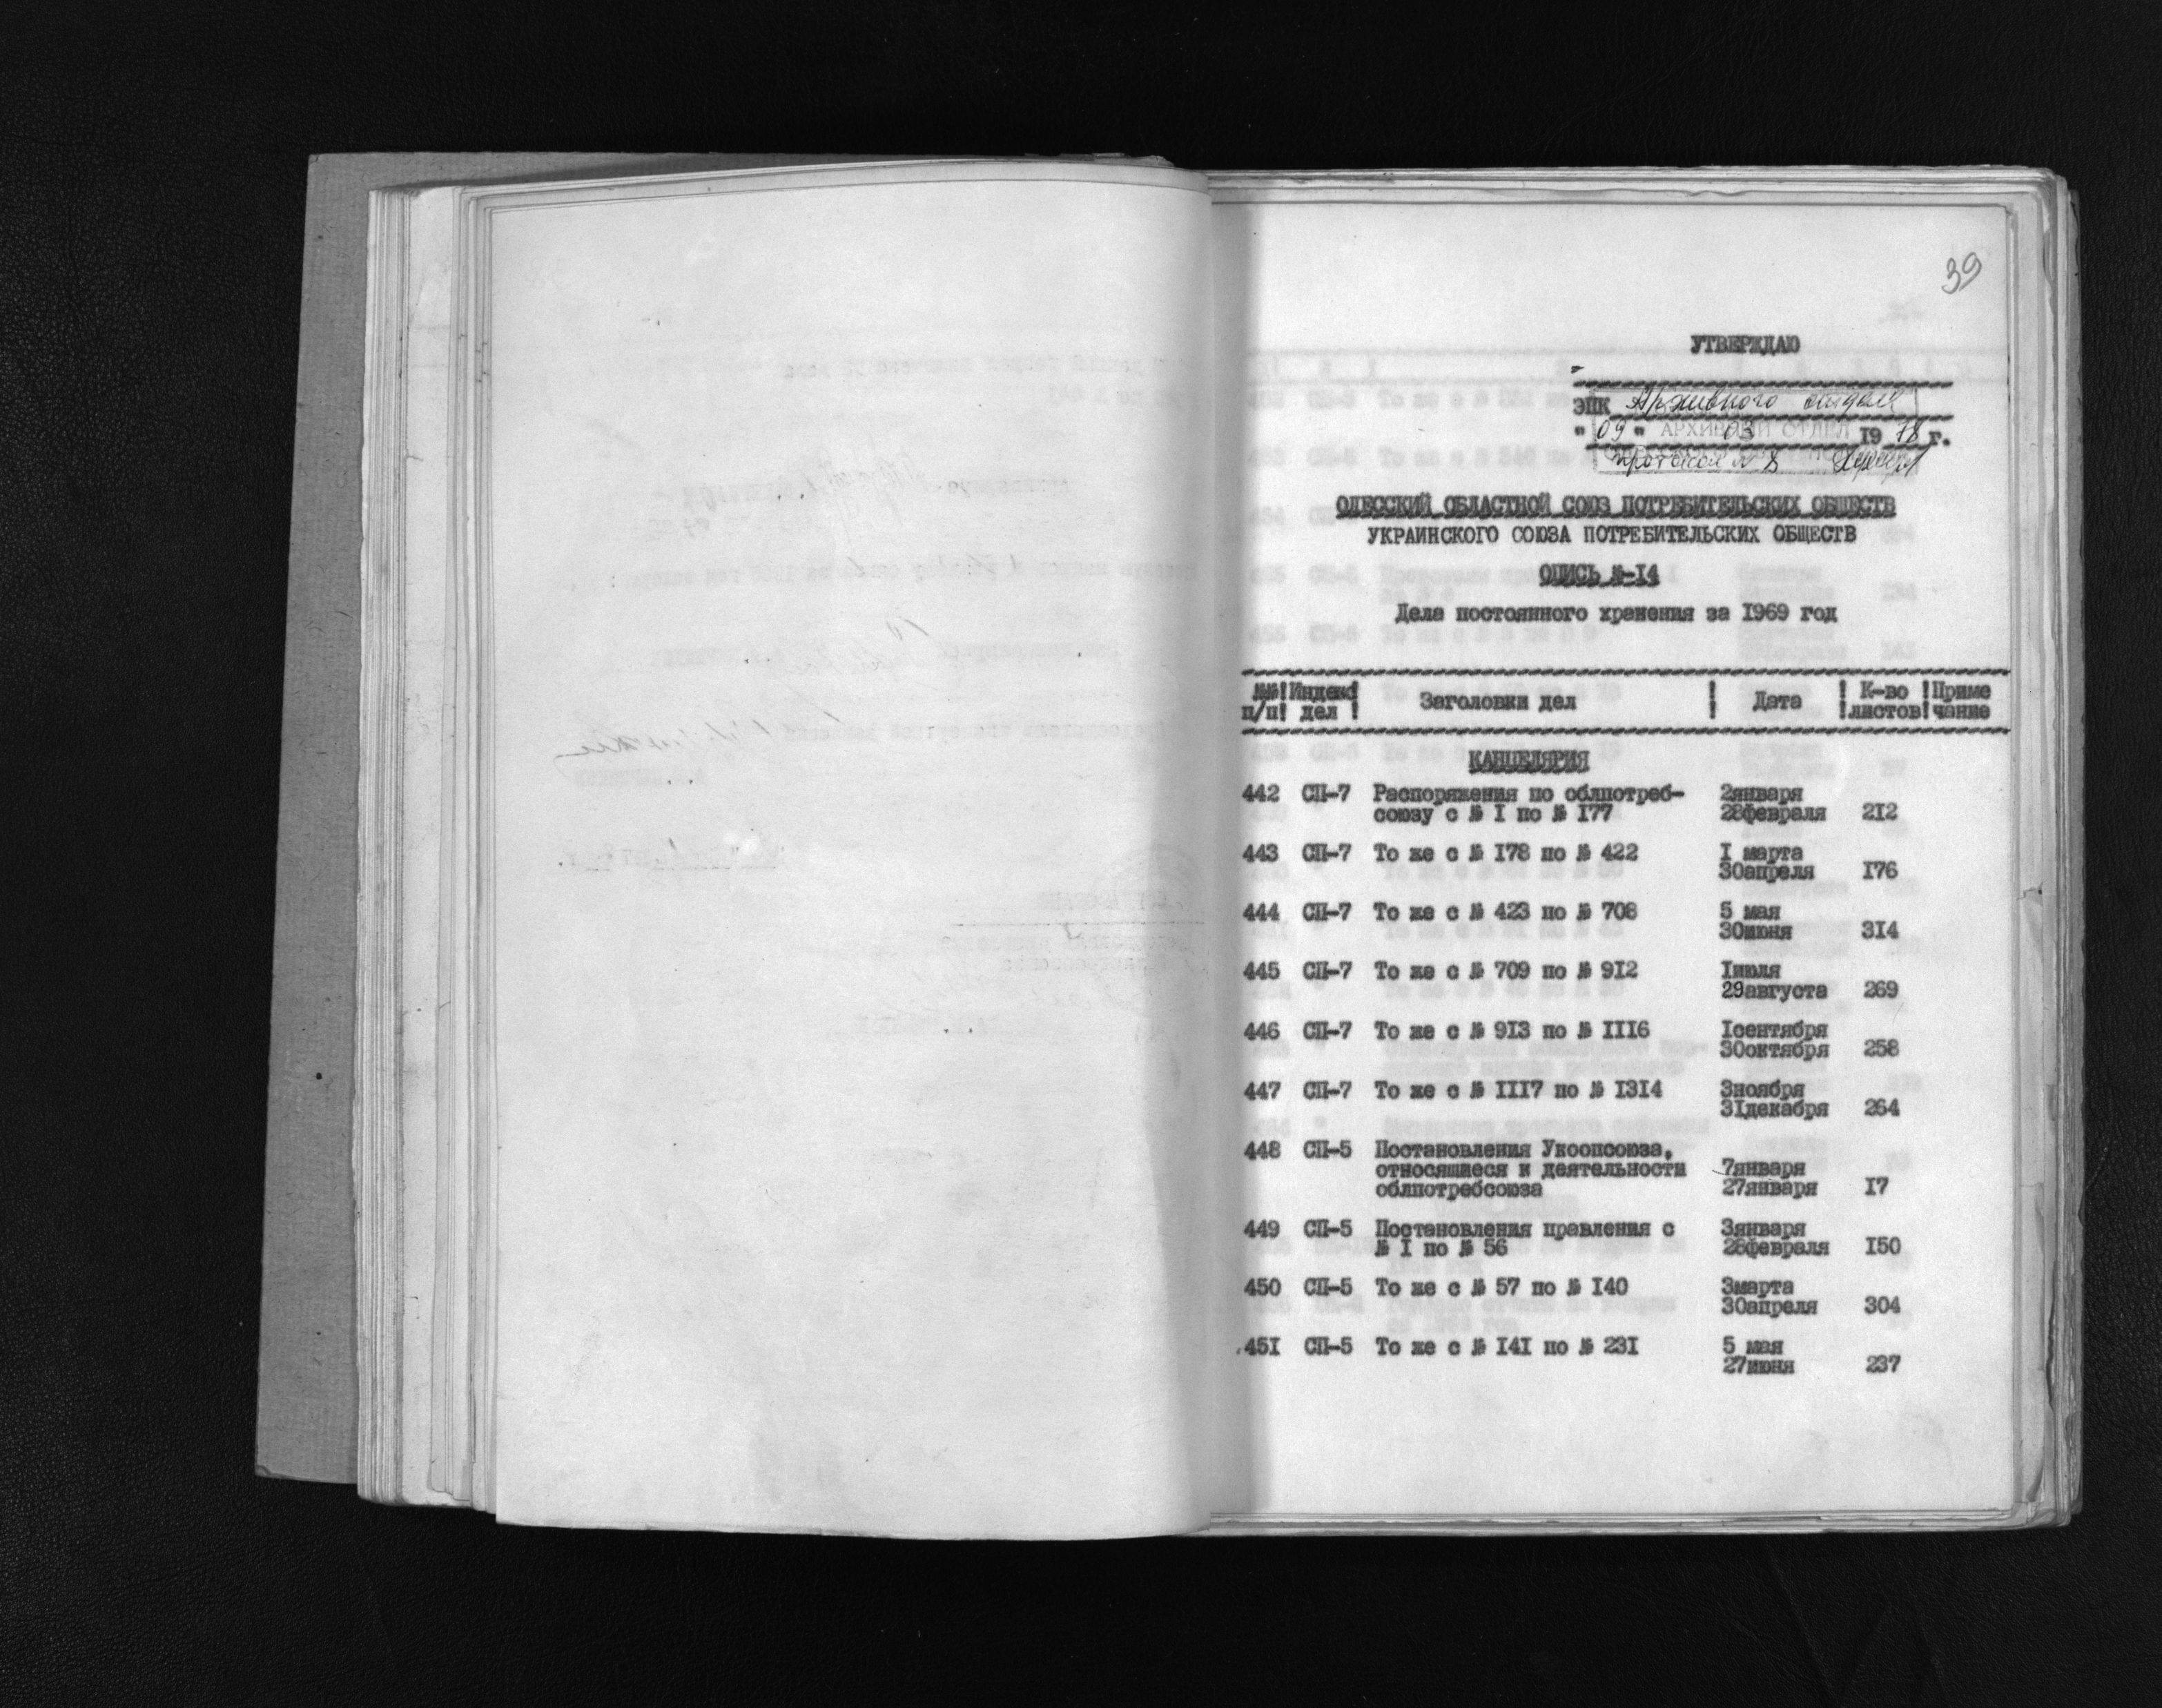 39
УТВЕРЖДАЮ
ЭПК Архивного отдела
АРХИВНЫЙ ОТДЕЛ
"09" 03 1978 г.
протокол № 8
ОДЕССКИЙ ОБЛАСТНОЙ СОЮЗ ПОТРЕБИТЕЛЬСКИХ ОБЩЕСТВ
УКРАИНСКОГО СОЮЗА ПОТРЕБИТЕЛЬСКИХ ОБЩЕСТВ
ОПИСЬ №-I4
Дела постоянного хранения за I969 год
№№!Индекс! Заголовки дел ! Дата ! К-во !Приме
п/п! дел ! ! !листов!чание
КАНЦЕЛЯРИЯ
442 СП-7 Распоряжения по облпотреб- 2января
союзу с № I по № I77 28февраля 2I2
443 СП-7 То же с № I78 по № 422 I марта
30апреля I76
444 СП-7 То же с № 423 по № 708 5 мая
30июня 3I4
445 СП-7 То же с № 709 по № 9I2 Iиюля
29августа 269
446 СП-7 То же с № 9I3 по № III6 Iсентября
30октября 258
447 СП-7 То же с № III7 по № I3I4 3ноября
3Iдекабря 264
448 СП-5 Постановления Укоопсоюза,
относящиеся к деятельности 7января
облпотребсоюза 27января I7
449 СП-5 Постановления правления с 3января
№ I по № 56 28февраля I50
450 СП-5 То же с № 57 по № I40 3марта
30апреля 304
45I СП-5 То же с № I4I по № 23I 5 мая
27июня 237